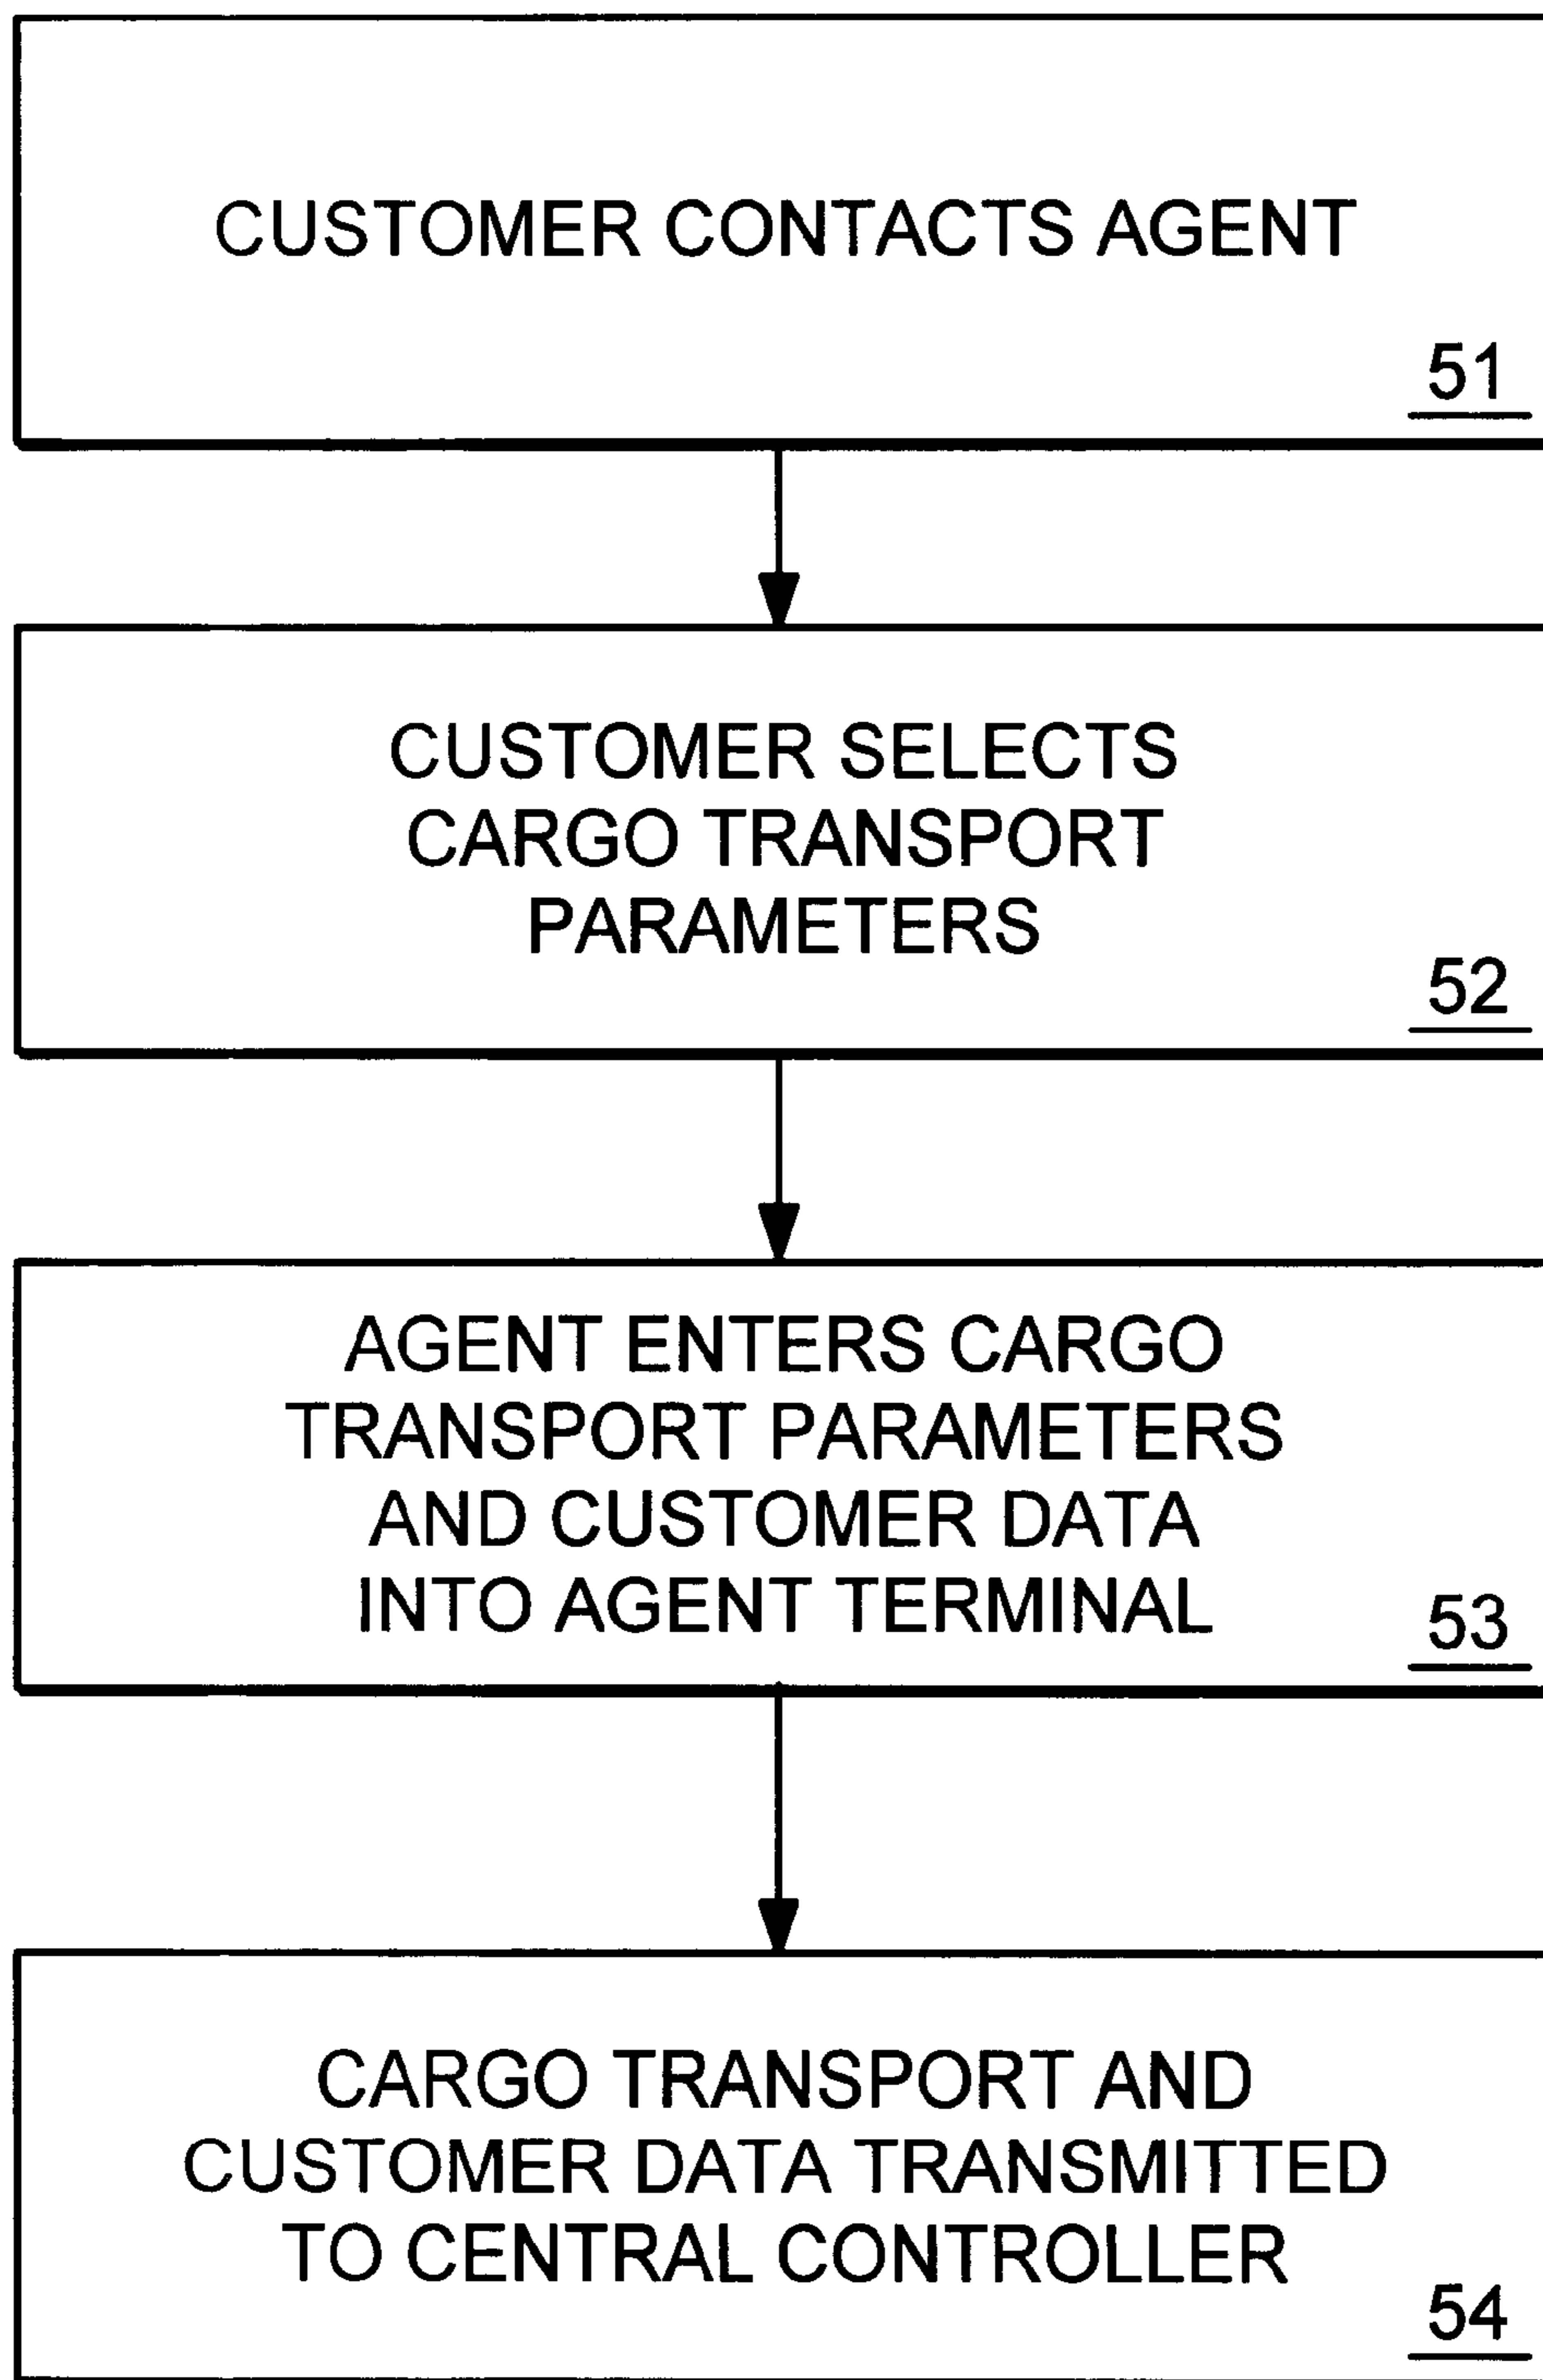 CUSTOMER CONTACTS AGENT
51
CUSTOMER SELECTS
CARGO TRANSPORT
PARAMETERS
52
AGENT ENTERS CARGO
TRANSPORT PARAMETERS
AND CUSTOMER DATA
INTO AGENT TERMINAL
53
CARGO TRANSPORT AND
CUSTOMER DATA TRANSMITTED
TO CENTRAL CONTROLLER
54